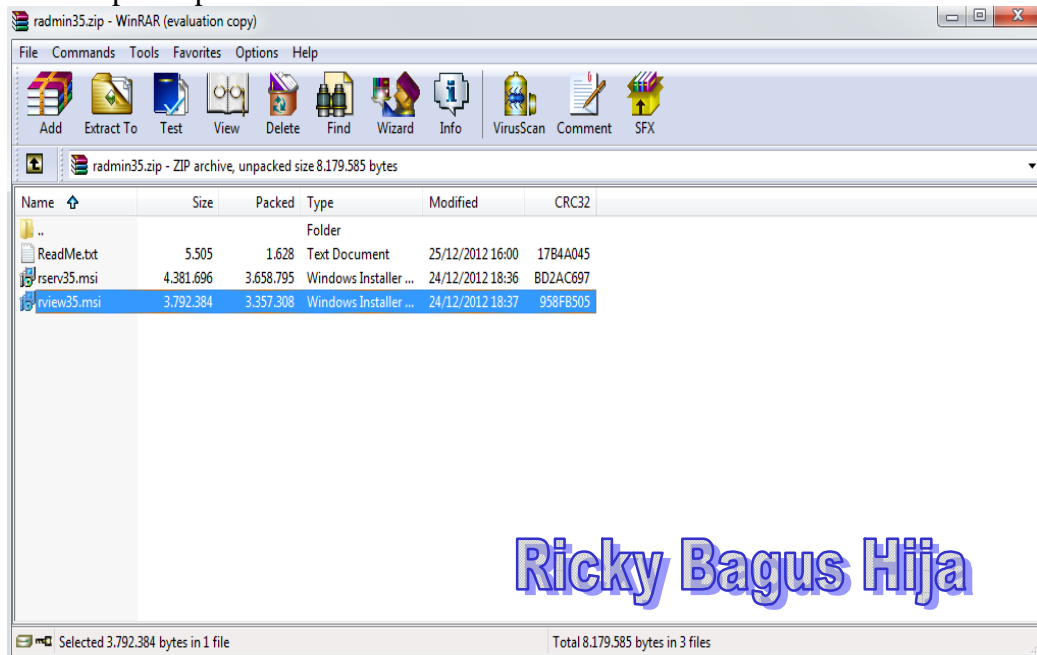 radmin35.zip - WinRAR (evaluation copy)
File Commands Tools Favorites Options Help
Add Extract To Test View Delete Find Wizard Info VirusScan Comment SFX
radmin35.zip - ZIP archive, unpacked size 8.179.585 bytes
Name Size Packed Type Modified CRC32
.. Folder
ReadMe.txt 5.505 1.628 Text Document 25/12/2012 16:00 17B4A045
rserv35.msi 4.381.696 3.658.795 Windows Installer ... 24/12/2012 18:36 BD2AC697
rview35.msi 3.792.384 3.357.308 Windows Installer ... 24/12/2012 18:37 958FB505
Ricky Bagus Hija
Selected 3.792.384 bytes in 1 file Total 8.179.585 bytes in 3 files